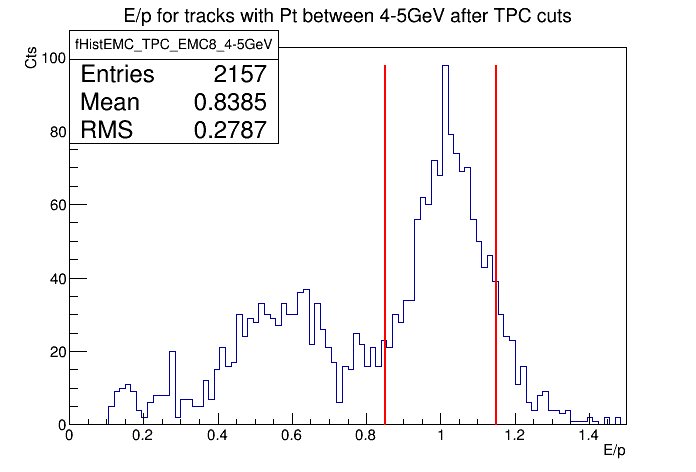 E/p for tracks with Pt between 4-5GeV after TPC cuts
Cts
fHistEMC_TPC_EMC8_4-5GeV
Entries 2157
Mean 0.8385
RMS 0.2787
100
80
60
40
20
0
0 0.2 0.4 0.6 0.8 1 1.2 1.4
E/p